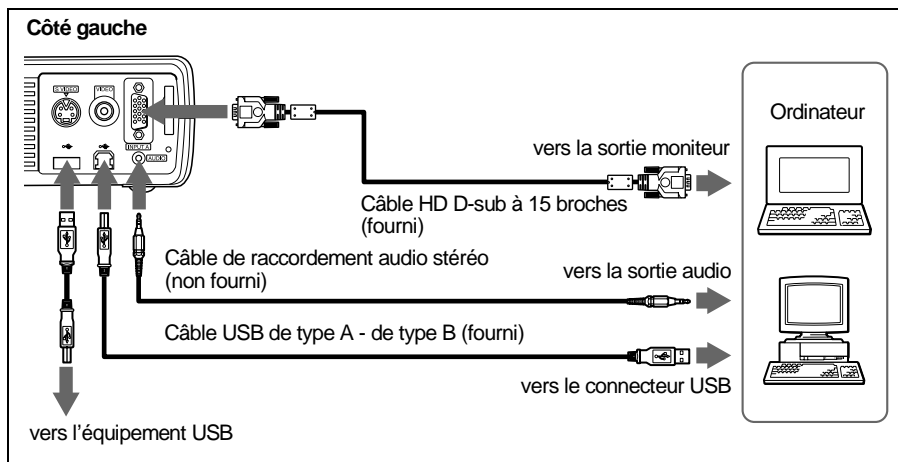 Côté gauche
S VIDEO
VIDEO
INPUT A
AUDIO
Ordinateur
vers la sortie moniteur
Câble HD D-sub à 15 broches
(fourni)
Câble de raccordement audio stéréo
(non fourni)
vers la sortie audio
Câble USB de type A - de type B (fourni)
vers le connecteur USB
vers l'équipement USB